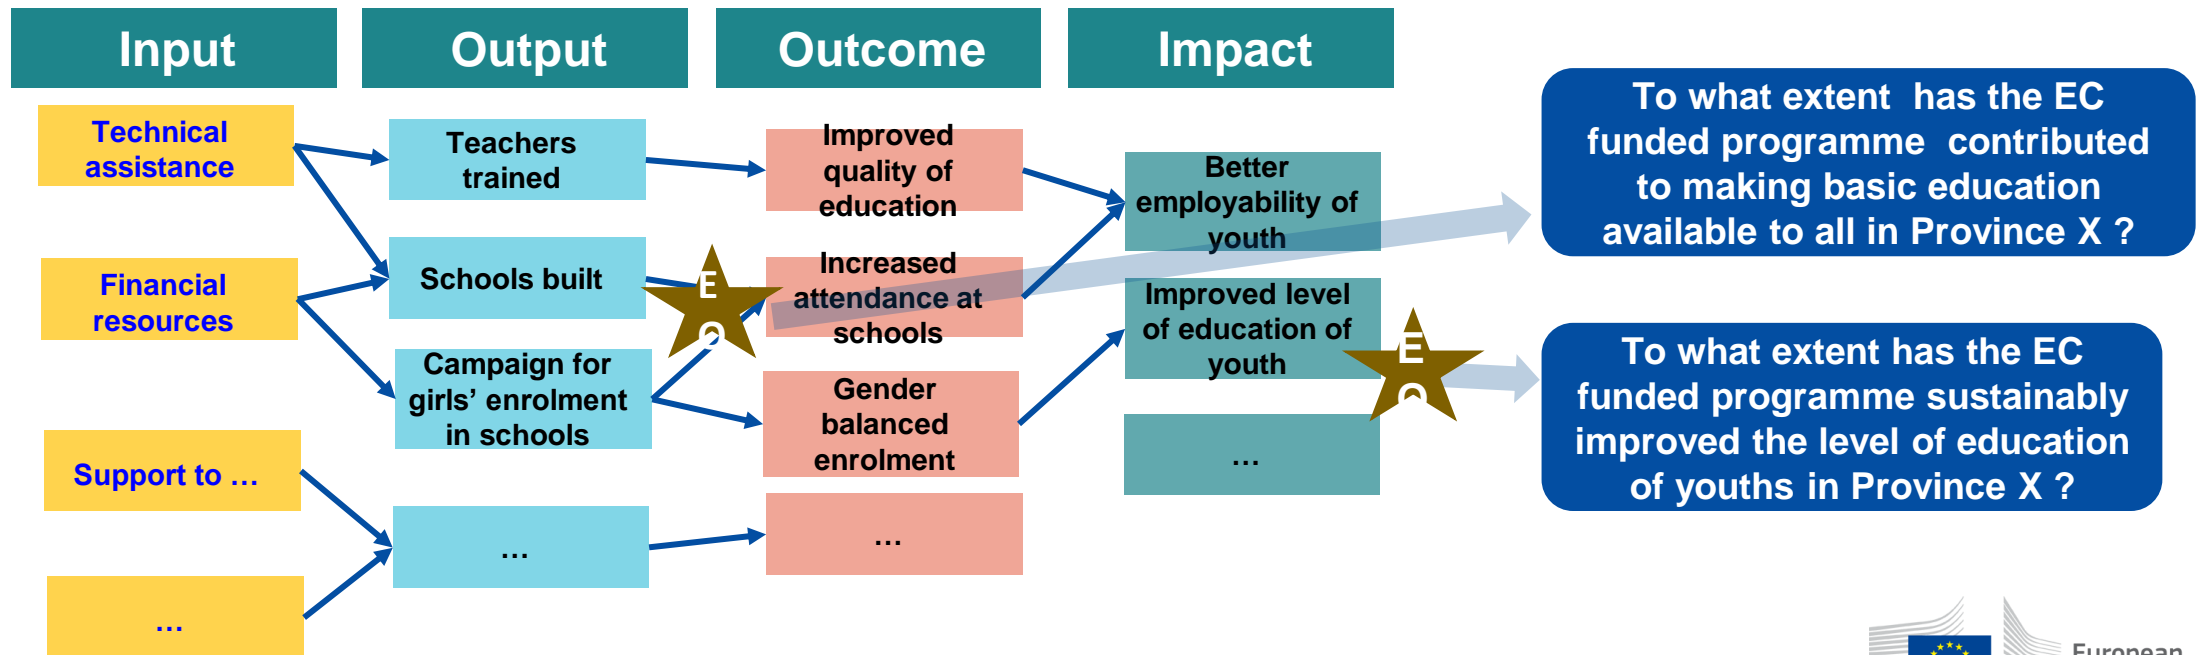 Input
Output
Outcome
Impact
Technical
assistance
Financial
resources
Support to …
…
Teachers
trained
Schools built
Campaign for
girls’ enrolment
in schools
…
E
Q
Improved
quality of
education
Increased
attendance at
schools
Gender
balanced
enrolment
…
Better
employability of
youth
Improved level
of education of
youth
…
E
Q
To what extent has the EC
funded programme contributed
to making basic education
available to all in Province X ?
To what extent has the EC
funded programme sustainably
improved the level of education
of youths in Province X ?
European